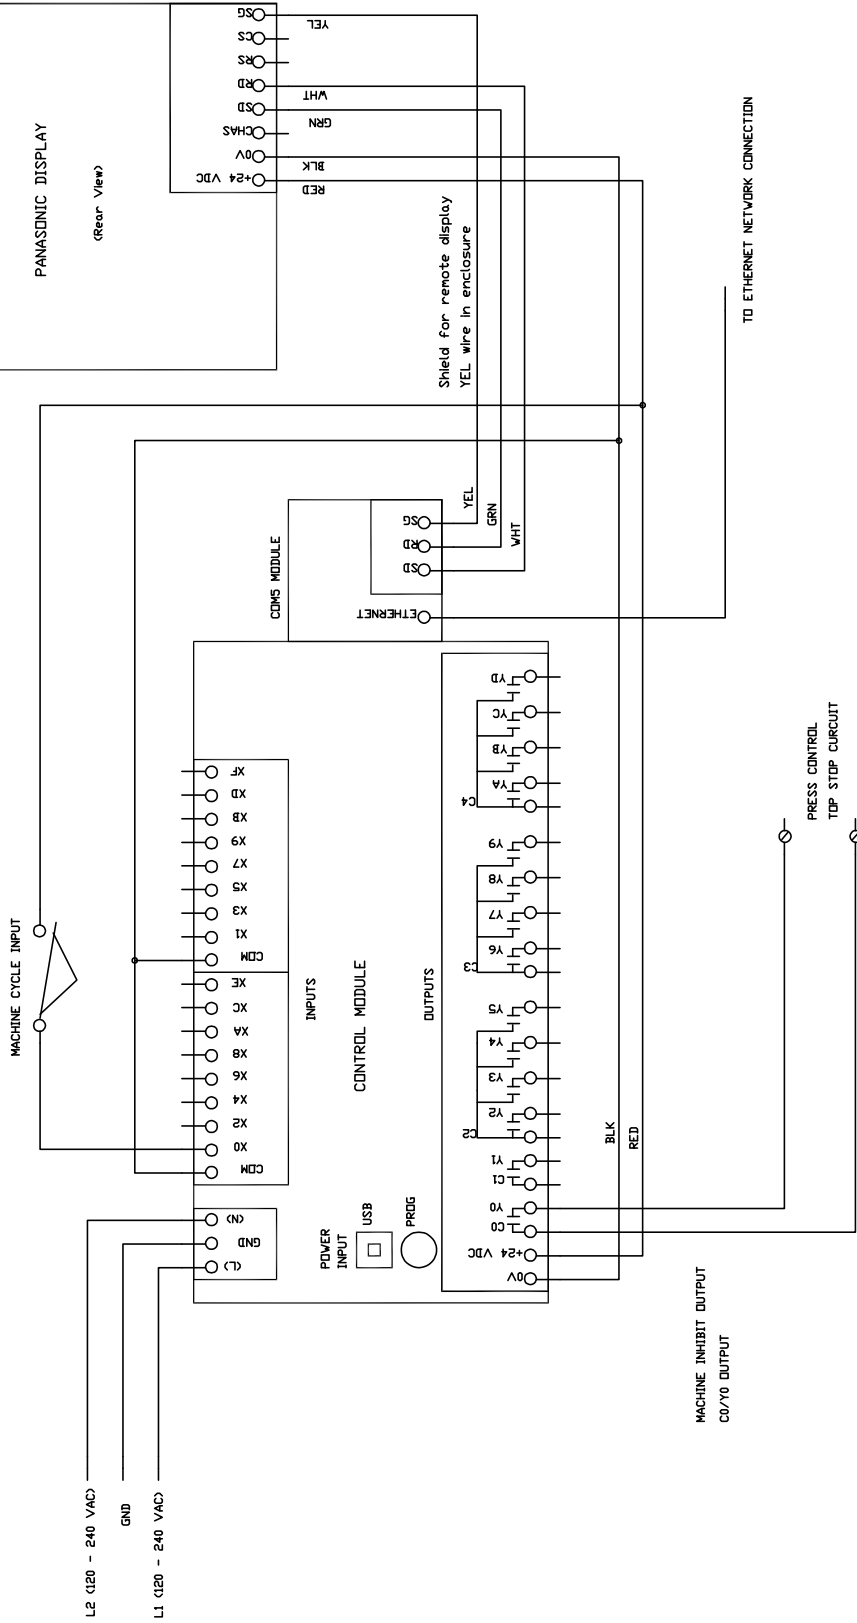 PANASONIC DISPLAY
(Rear View)
SG
CS
RS
RD
SD
CHAS
0V
+24 VDC
YEL
WHT
GRN
BLK
RED
Shield for remote display
YEL wire in enclosure
TO ETHERNET NETWORK CONNECTION
COM5 MODULE
SG
RD
SD
ETHERNET
YEL
GRN
WHT
MACHINE CYCLE INPUT
XF
XD
XB
X9
X7
X5
X3
X1
COM
XE
XC
XA
X8
X6
X4
X2
X0
COM
INPUTS
CONTROL MODULE
OUTPUTS
YD
YC
YB
YA
C4
Y9
Y8
Y7
Y6
C3
Y5
Y4
Y3
Y2
C2
Y1
C1
Y0
C0
+24 VDC
0V
BLK
RED
PRESS CONTROL
TOP STOP CURCUIT
(N)
GND
(L)
POWER
INPUT
USB
PROG
MACHINE INHIBIT OUTPUT
C0/Y0 OUTPUT
L2 (120 - 240 VAC)
GND
L1 (120 - 240 VAC)